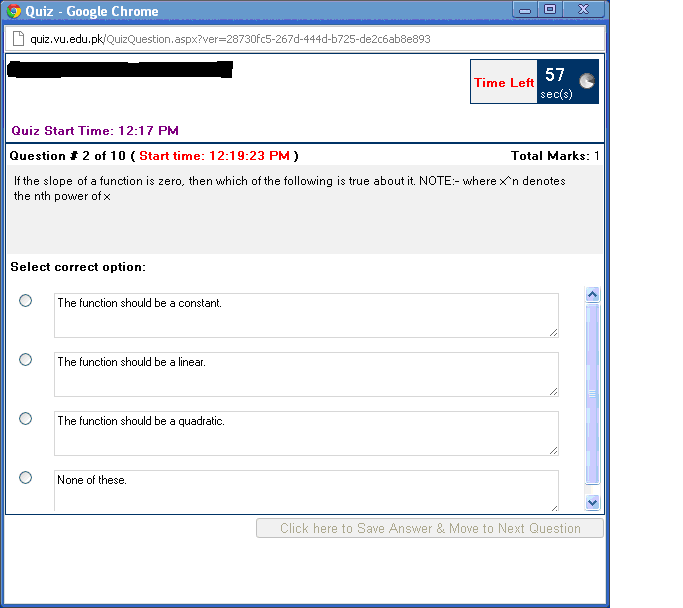 Quiz - Google Chrome
quiz.vu.edu.pk/QuizQuestion.aspx?ver=28730fc5-267d-444d-b725-de2c6ab8e893
Time Left 57
sec(s)
Quiz Start Time: 12:17 PM
Question # 2 of 10 ( Start time: 12:19:23 PM ) Total Marks: 1
If the slope of a function is zero, then which of the following is true about it. NOTE:- where x^n denotes
the nth power of x
Select correct option:
The function should be a constant.
The function should be a linear.
The function should be a quadratic.
None of these.
Click here to Save Answer & Move to Next Question